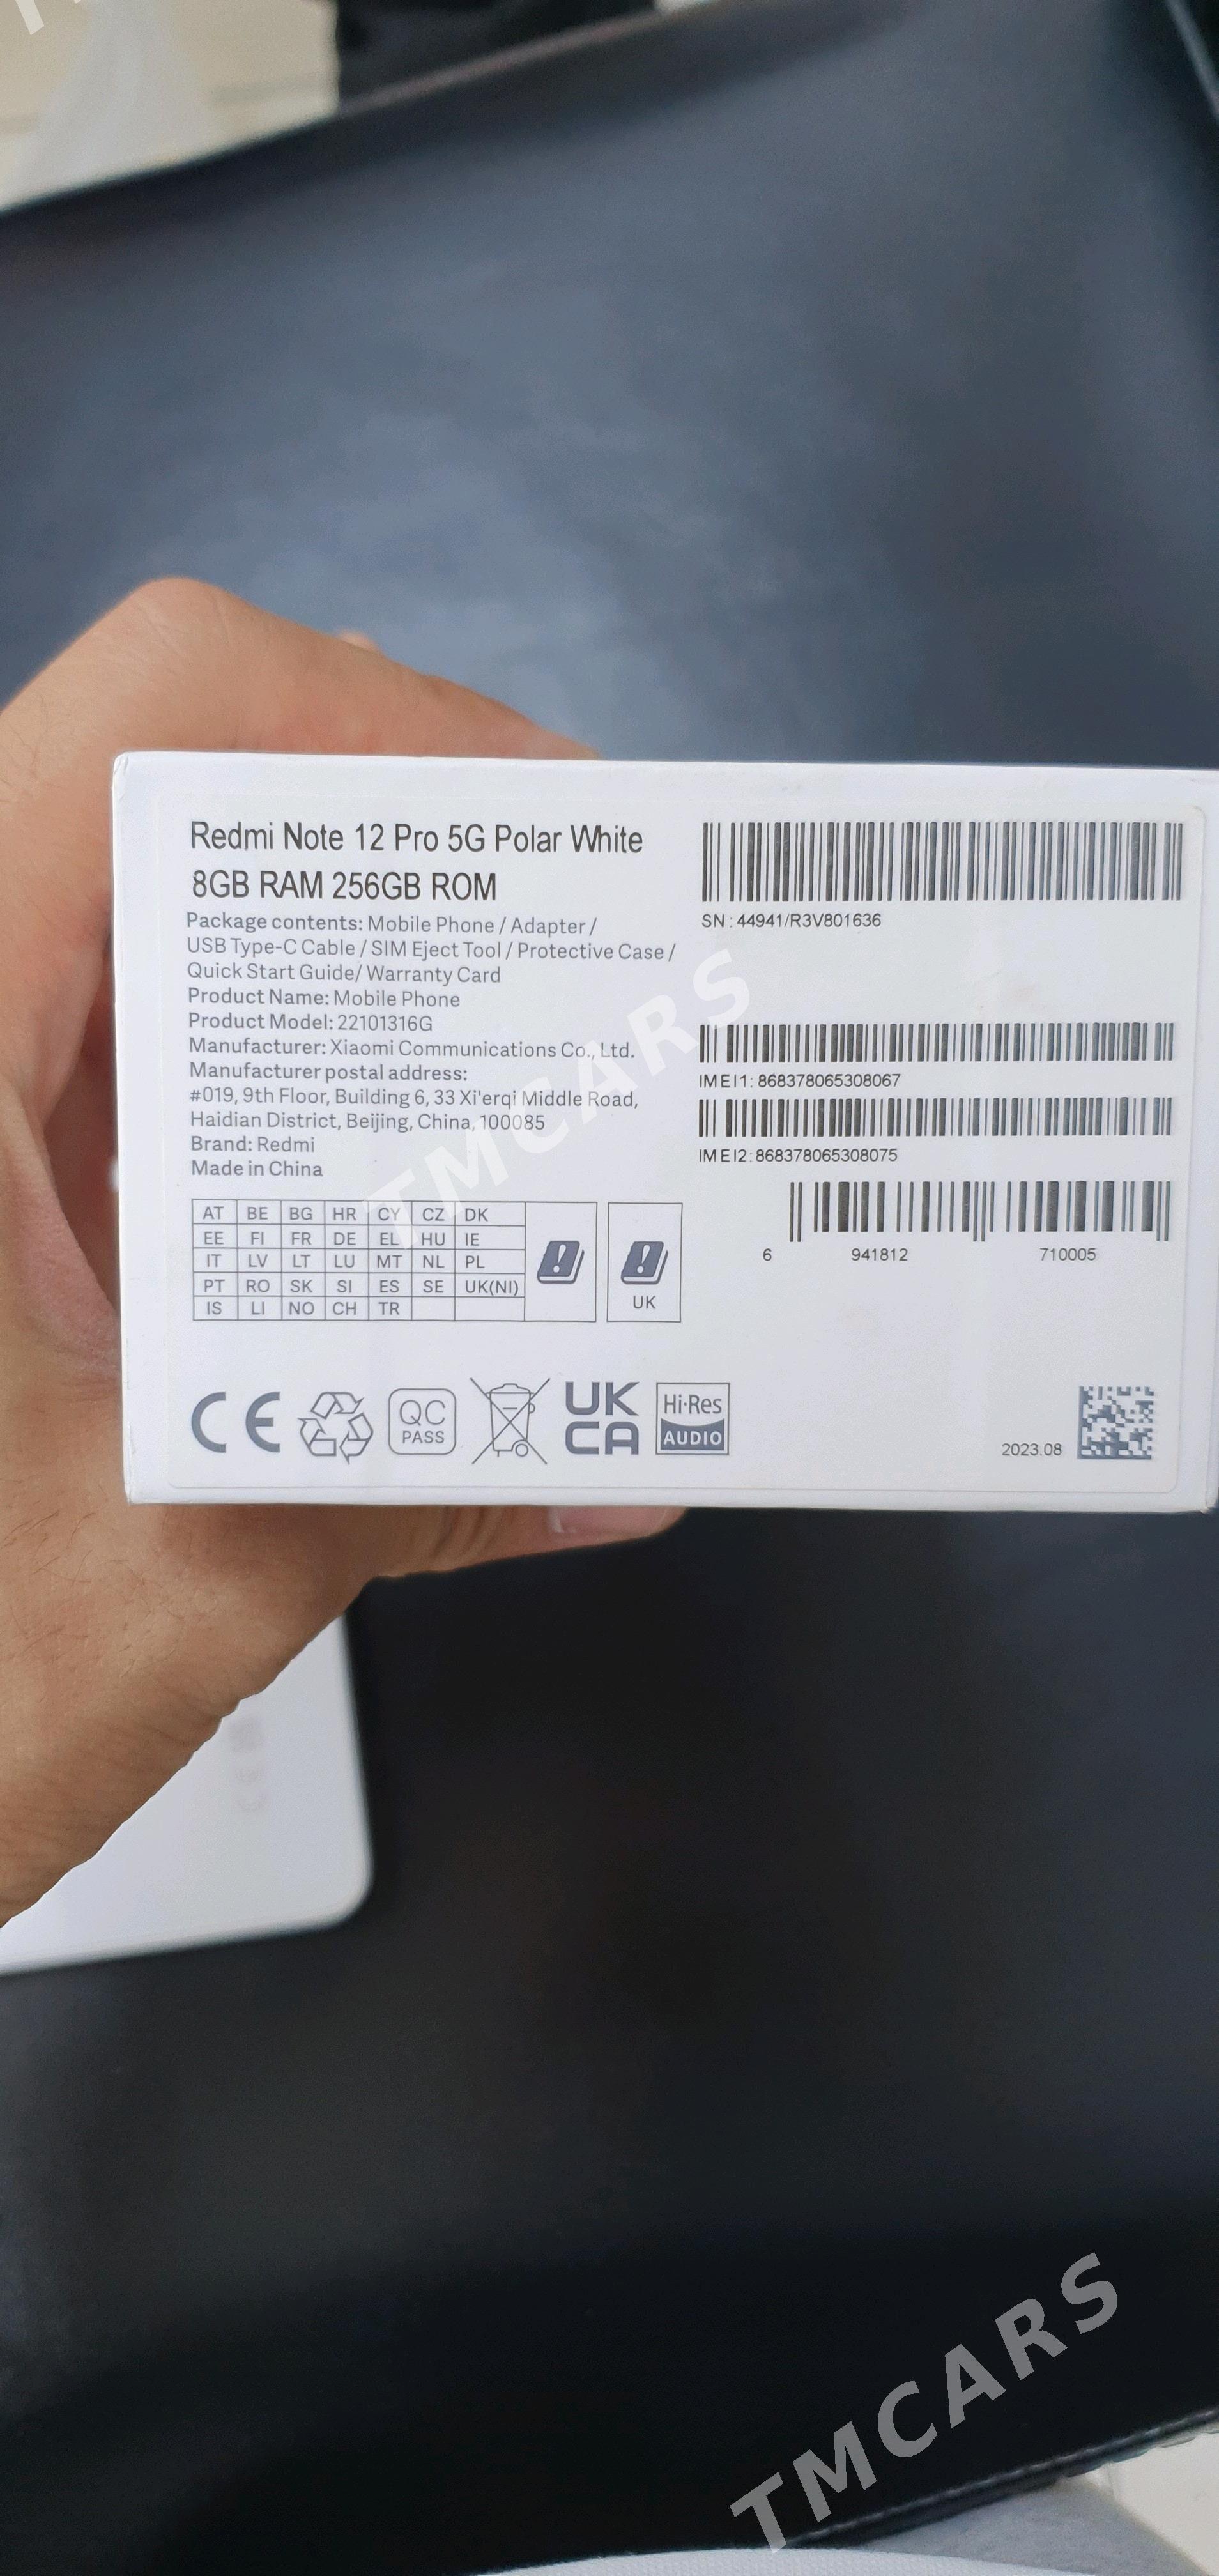 Redmi Note 12 Pro 5G Polar White
8GB RAM 256GB ROM
Package contents: Mobile Phone / Adapter /
USB Type-C Cable / SIM Eject Tool / Protective Case /
Quick Start Guide/ Warranty Card
Product Name: Mobile Phone
Product Model: 22101316G
Manufacturer: Xiaomi Communications Co., Ltd.
Manufacturer postal address:
#019, 9th Floor, Building 6, 33 Xi'erqi Middle Road,
Haidian District, Beijing, China, 100085
Brand: Redmi
Made in China
AT BE BG HR CY CZ DK
EE FI FR DE EL HU IE
IT LV LT LU MT NL PL
PT RO SK SI ES SE UK(NI)
IS LI NO CH TR
UK
CE
QC
PASS
UK
CA
Hi-Res
AUDIO
SN: 44941/R3V801636
IMEI1: 868378065308067
IMEI2: 868378065308075
6 941812 710005
2023.08
TMCARS
TMCARS